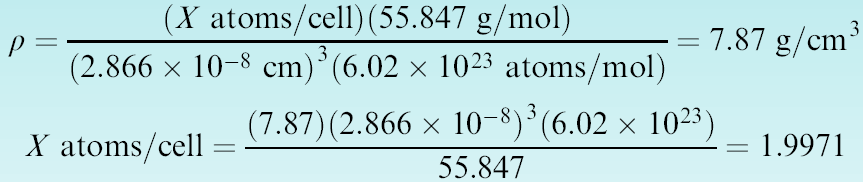 ρ = (X atoms/cell)(55.847 g/mol) / (2.866 × 10⁻⁸ cm)³(6.02 × 10²³ atoms/mol) = 7.87 g/cm³
X atoms/cell = (7.87)(2.866 × 10⁻⁸)³(6.02 × 10²³) / 55.847 = 1.9971